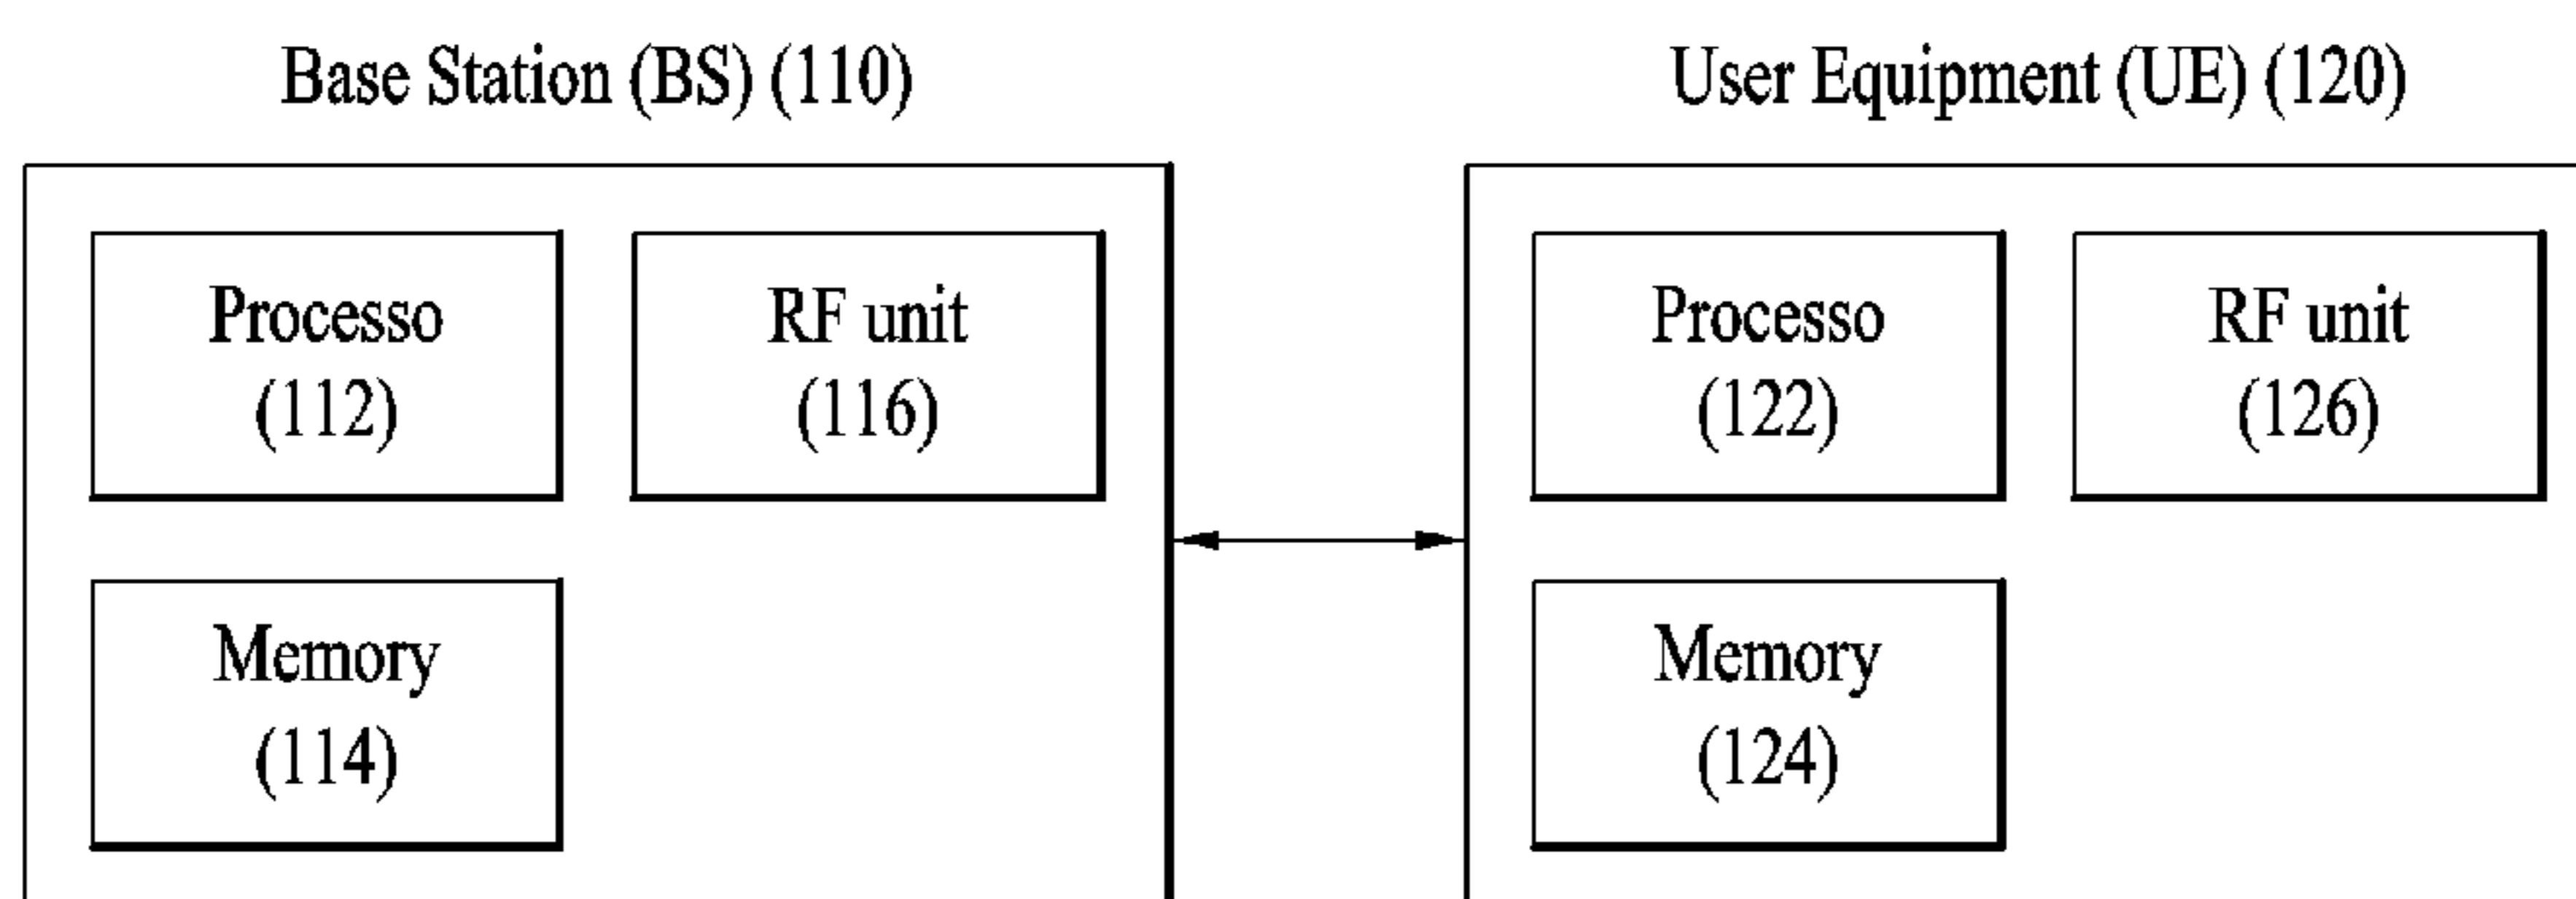 Base Station (BS) (110)
User Equipment (UE) (120)
Processo
(112)
RF unit
(116)
Memory
(114)
Processo
(122)
RF unit
(126)
Memory
(124)